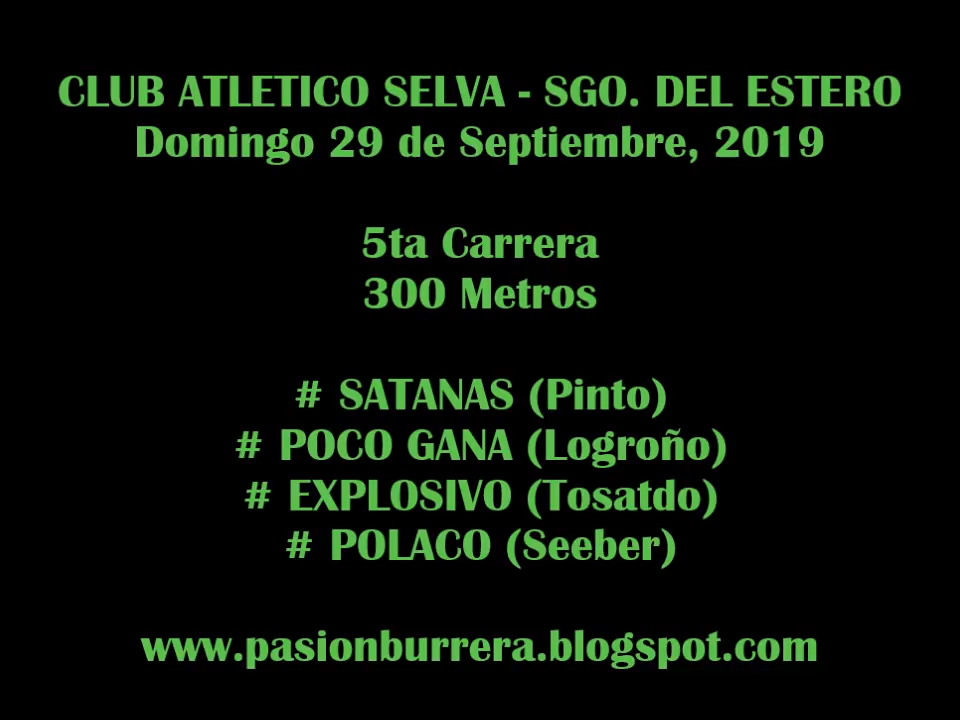 CLUB ATLETICO SELVA - SGO. DEL ESTERO
Domingo 29 de Septiembre, 2019
5ta Carrera
300 Metros
# SATANAS (Pinto)
# POCO GANA (Logroño)
# EXPLOSIVO (Tosatdo)
# POLACO (Seeber)
www.pasionburrera.blogspot.com